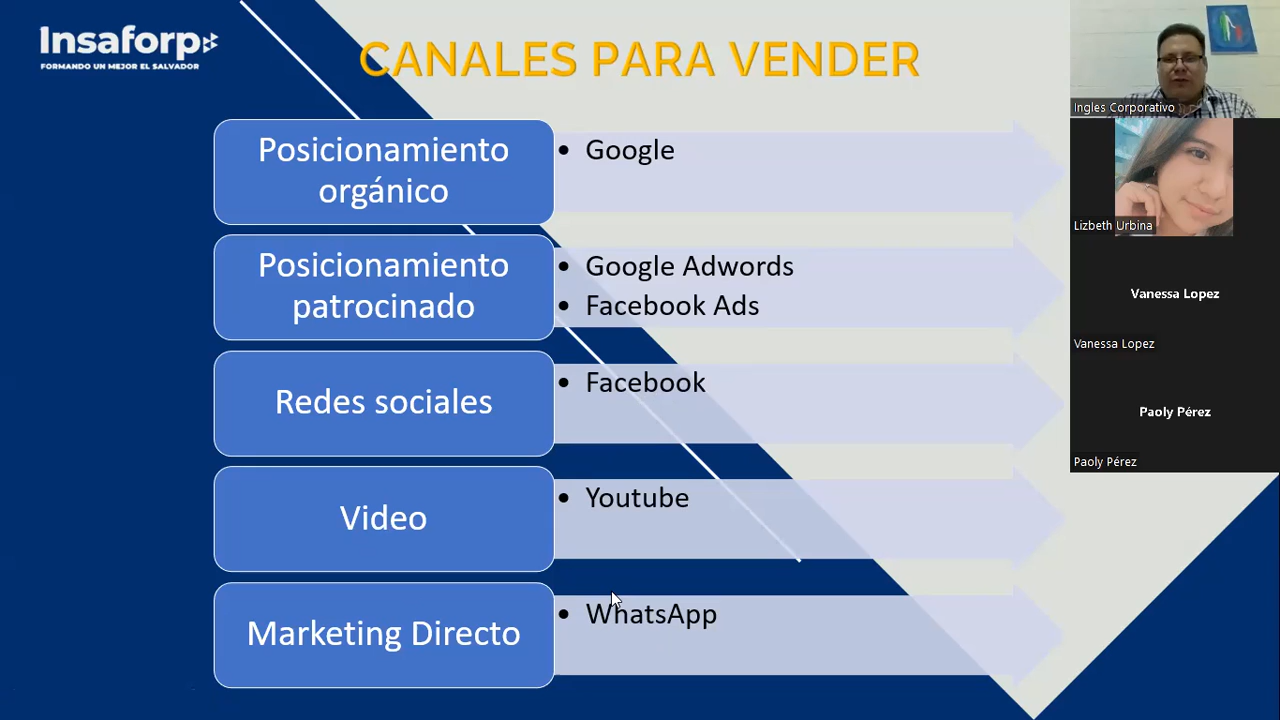 Insaforp
FORMANDO UN MEJOR EL SALVADOR
CANALES PARA VENDER
Posicionamiento
orgánico
• Google
Posicionamiento
patrocinado
• Google Adwords
• Facebook Ads
Redes sociales
• Facebook
Video
• Youtube
Marketing Directo
• WhatsApp
Ingles Corporativo
Lizbeth Urbina
Vanessa Lopez
Vanessa Lopez
Paoly Pérez
Paoly Pérez